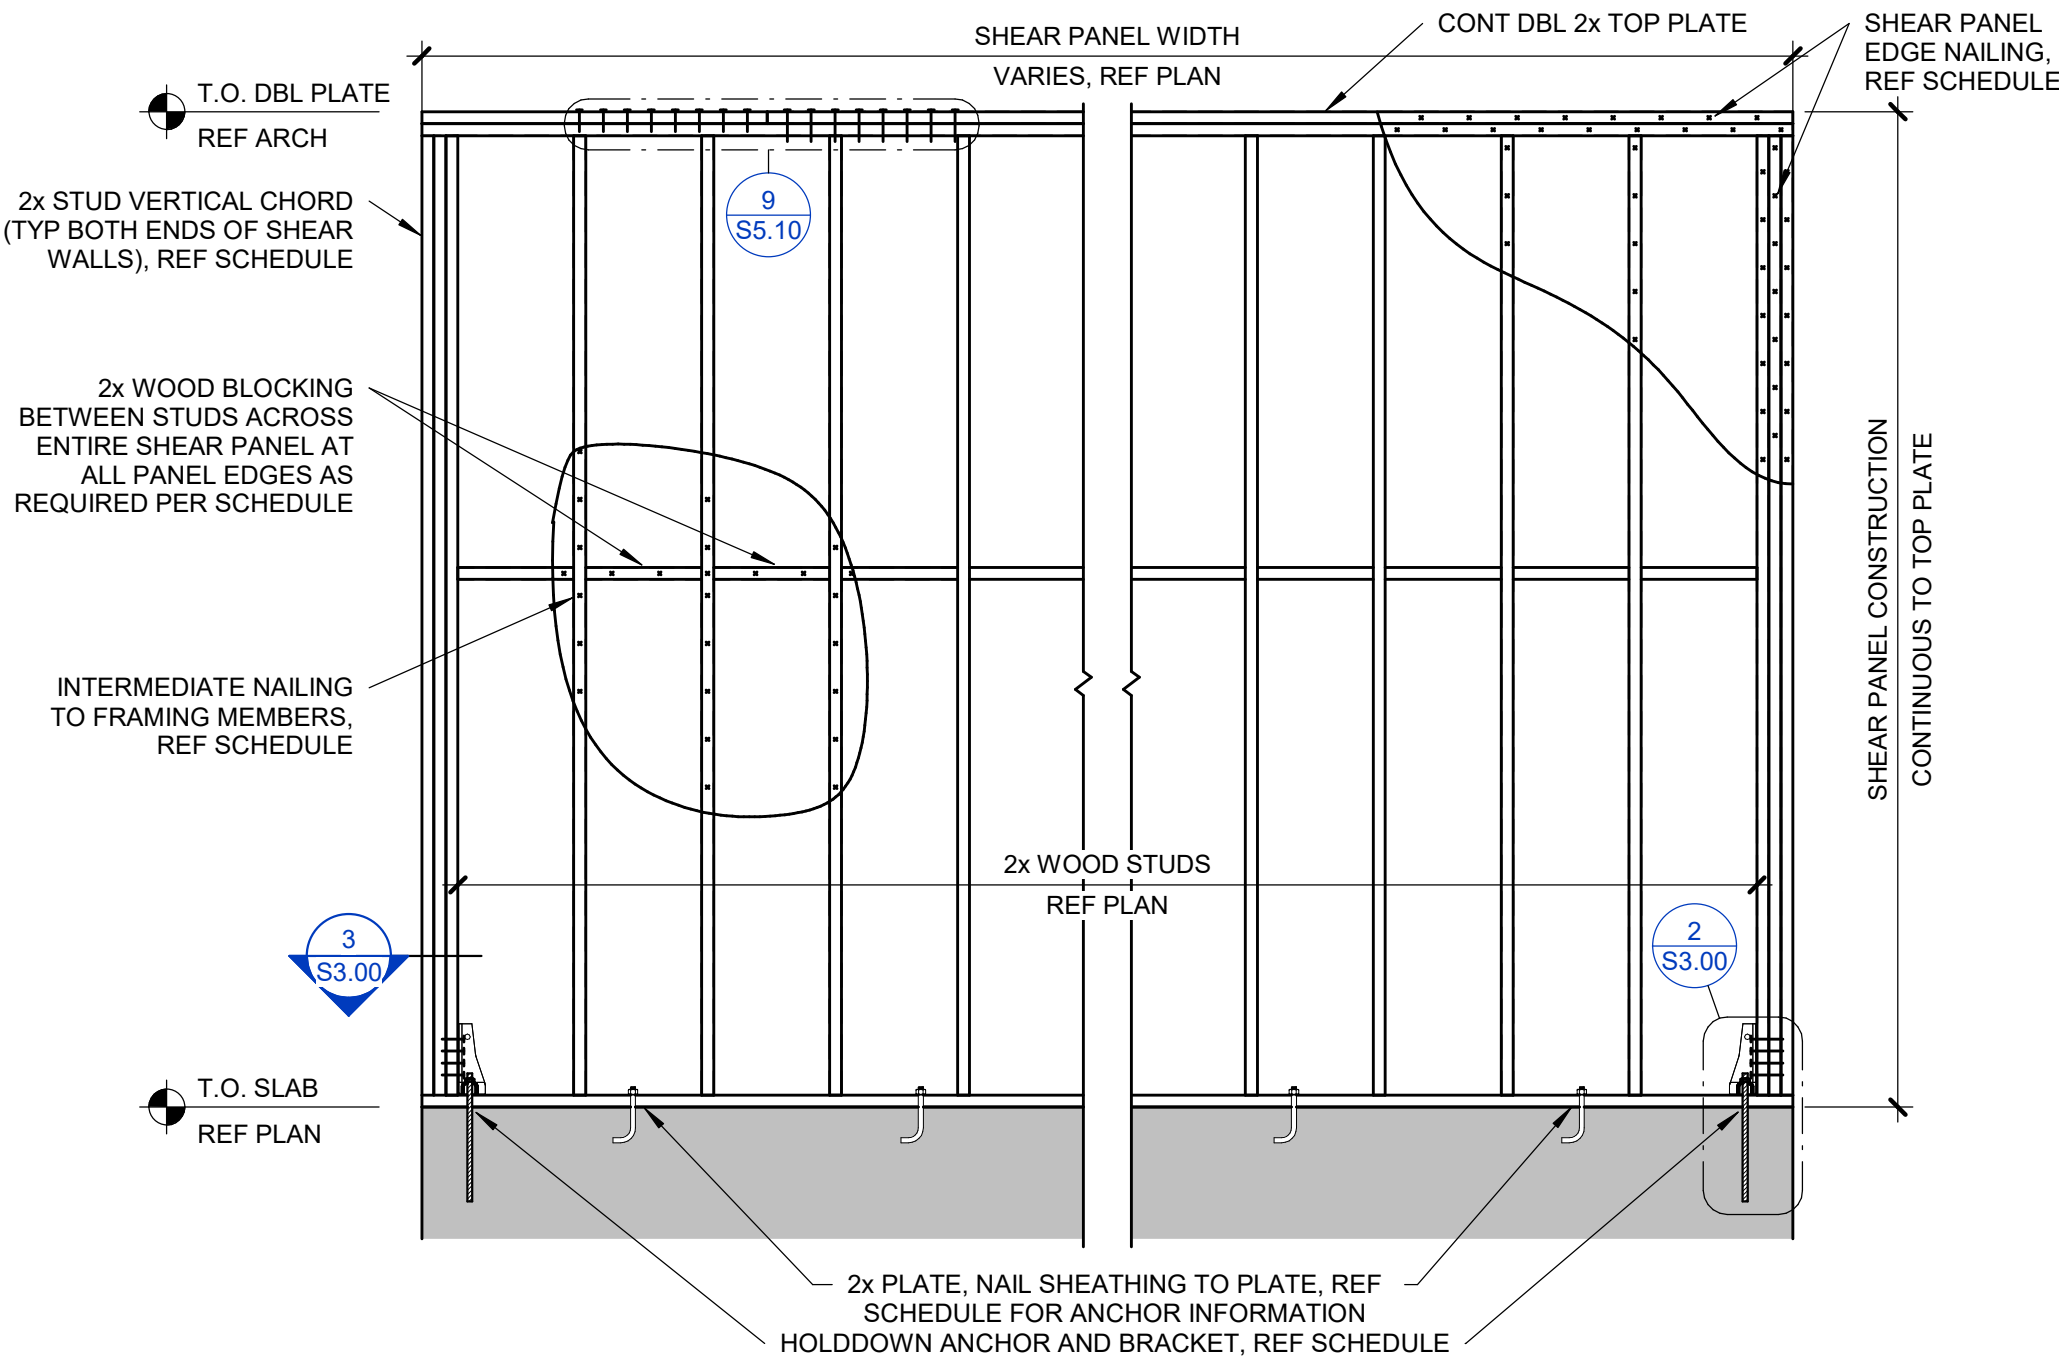 SHEAR PANEL WIDTH
VARIES, REF PLAN
CONT DBL 2x TOP PLATE
SHEAR PANEL
EDGE NAILING,
REF SCHEDULE
T.O. DBL PLATE
REF ARCH
2x STUD VERTICAL CHORD
(TYP BOTH ENDS OF SHEAR
WALLS), REF SCHEDULE
9
S5.10
2x WOOD BLOCKING
BETWEEN STUDS ACROSS
ENTIRE SHEAR PANEL AT
ALL PANEL EDGES AS
REQUIRED PER SCHEDULE
SHEAR PANEL CONSTRUCTION
CONTINUOUS TO TOP PLATE
INTERMEDIATE NAILING
TO FRAMING MEMBERS,
REF SCHEDULE
2x WOOD STUDS
REF PLAN
3
S3.00
2
S3.00
T.O. SLAB
REF PLAN
2x PLATE, NAIL SHEATHING TO PLATE, REF
SCHEDULE FOR ANCHOR INFORMATION
HOLDDOWN ANCHOR AND BRACKET, REF SCHEDULE